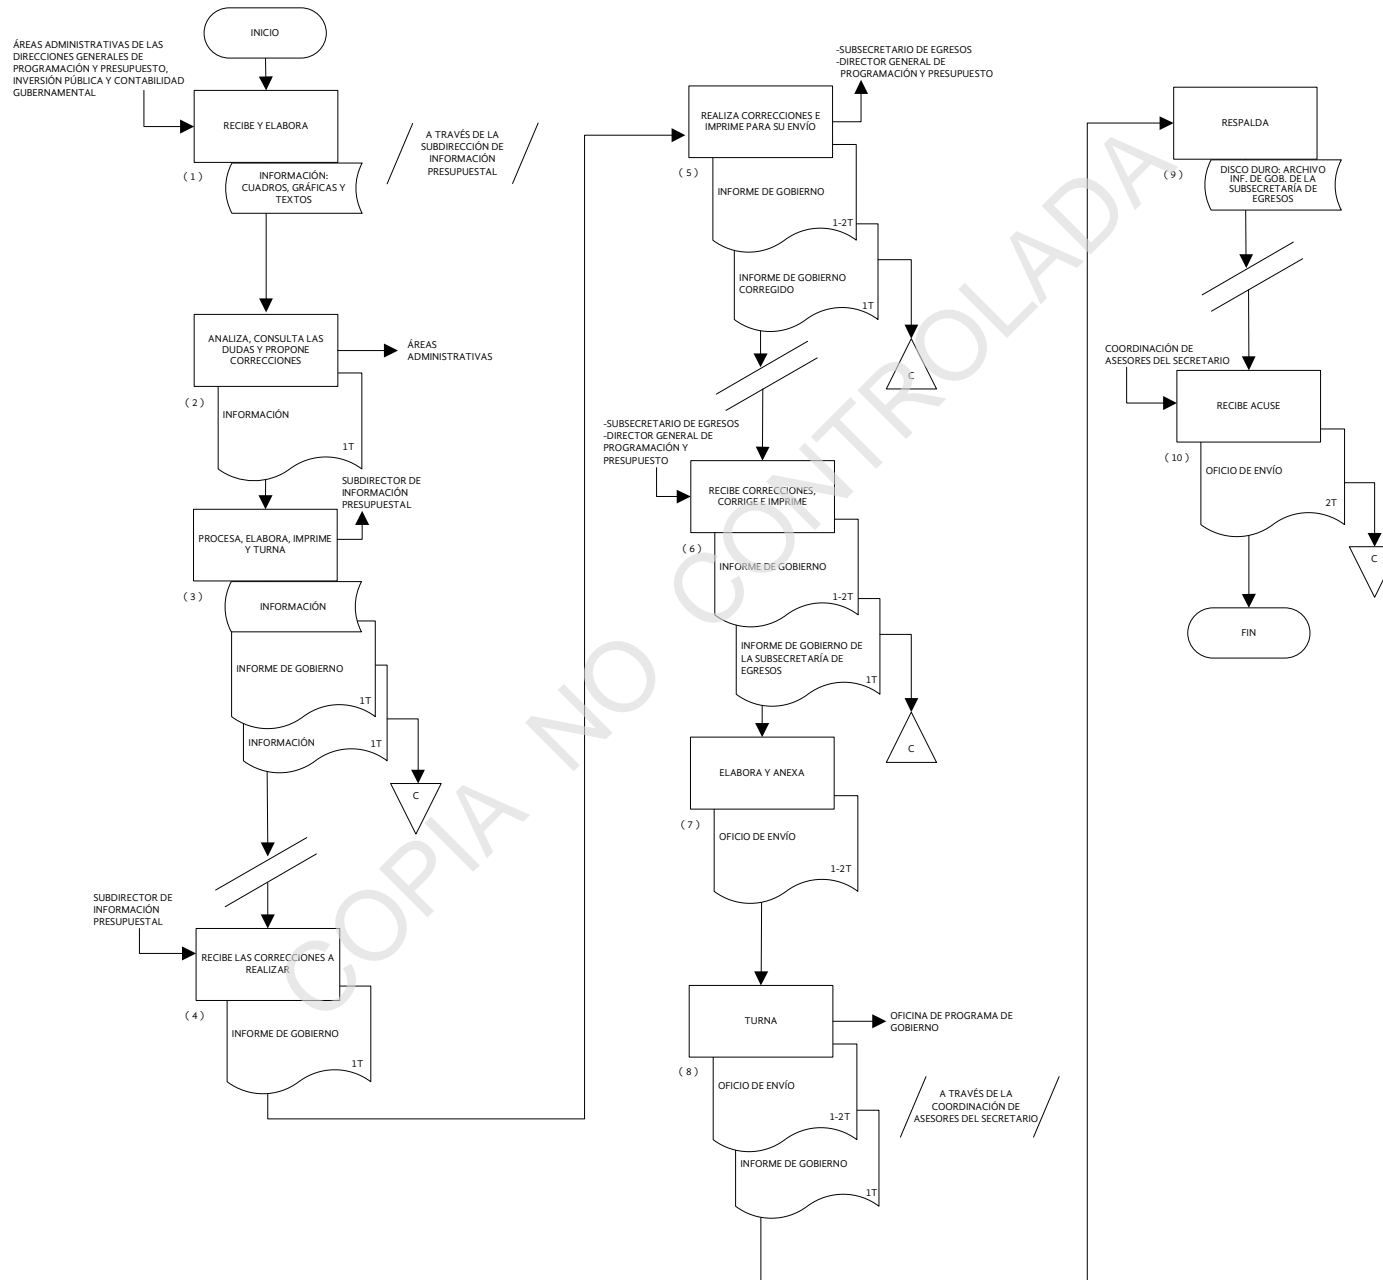 INICIO
ÁREAS ADMINISTRATIVAS DE LAS
DIRECCIONES GENERALES DE
PROGRAMACIÓN Y PRESUPUESTO,
INVERSIÓN PÚBLICA Y CONTABILIDAD
GUBERNAMENTAL
RECIBE Y ELABORA
( 1 )
INFORMACIÓN:
CUADROS, GRÁFICAS Y
TEXTOS
A TRAVÉS DE LA
SUBDIRECCIÓN DE
INFORMACIÓN
PRESUPUESTAL
ANALIZA, CONSULTA LAS
DUDAS Y PROPONE
CORRECCIONES
ÁREAS
ADMINISTRATIVAS
( 2 )
INFORMACIÓN
1T
SUBDIRECTOR DE
INFORMACIÓN
PRESUPUESTAL
PROCESA, ELABORA, IMPRIME
Y TURNA
( 3 )
INFORMACIÓN
INFORME DE GOBIERNO
1T
INFORMACIÓN
1T
C
SUBDIRECTOR DE
INFORMACIÓN
PRESUPUESTAL
RECIBE LAS CORRECCIONES A
REALIZAR
( 4 )
INFORME DE GOBIERNO
1T
-SUBSECRETARIO DE EGRESOS
-DIRECTOR GENERAL DE
PROGRAMACIÓN Y PRESUPUESTO
REALIZA CORRECCIONES E
IMPRIME PARA SU ENVÍO
( 5 )
INFORME DE GOBIERNO
1-2T
INFORME DE GOBIERNO
CORREGIDO
1T
C
-SUBSECRETARIO DE EGRESOS
-DIRECTOR GENERAL DE
PROGRAMACIÓN Y
PRESUPUESTO
RECIBE CORRECCIONES,
CORRIGE E IMPRIME
( 6 )
INFORME DE GOBIERNO
1-2T
INFORME DE GOBIERNO DE
LA SUBSECRETARÍA DE
EGRESOS
1T
C
ELABORA Y ANEXA
( 7 )
OFICIO DE ENVÍO
1-2T
TURNA
OFICINA DE PROGRAMA DE
GOBIERNO
( 8 )
OFICIO DE ENVÍO
1-2T
INFORME DE GOBIERNO
1T
A TRAVÉS DE LA
COORDINACIÓN DE
ASESORES DEL SECRETARIO
RESPALDA
( 9 )
DISCO DURO: ARCHIVO
INF. DE GOB. DE LA
SUBSECRETARÍA DE
EGRESOS
COORDINACIÓN DE
ASESORES DEL SECRETARIO
RECIBE ACUSE
( 10 )
OFICIO DE ENVÍO
2T
C
FIN
COPIA NO CONTROLADA